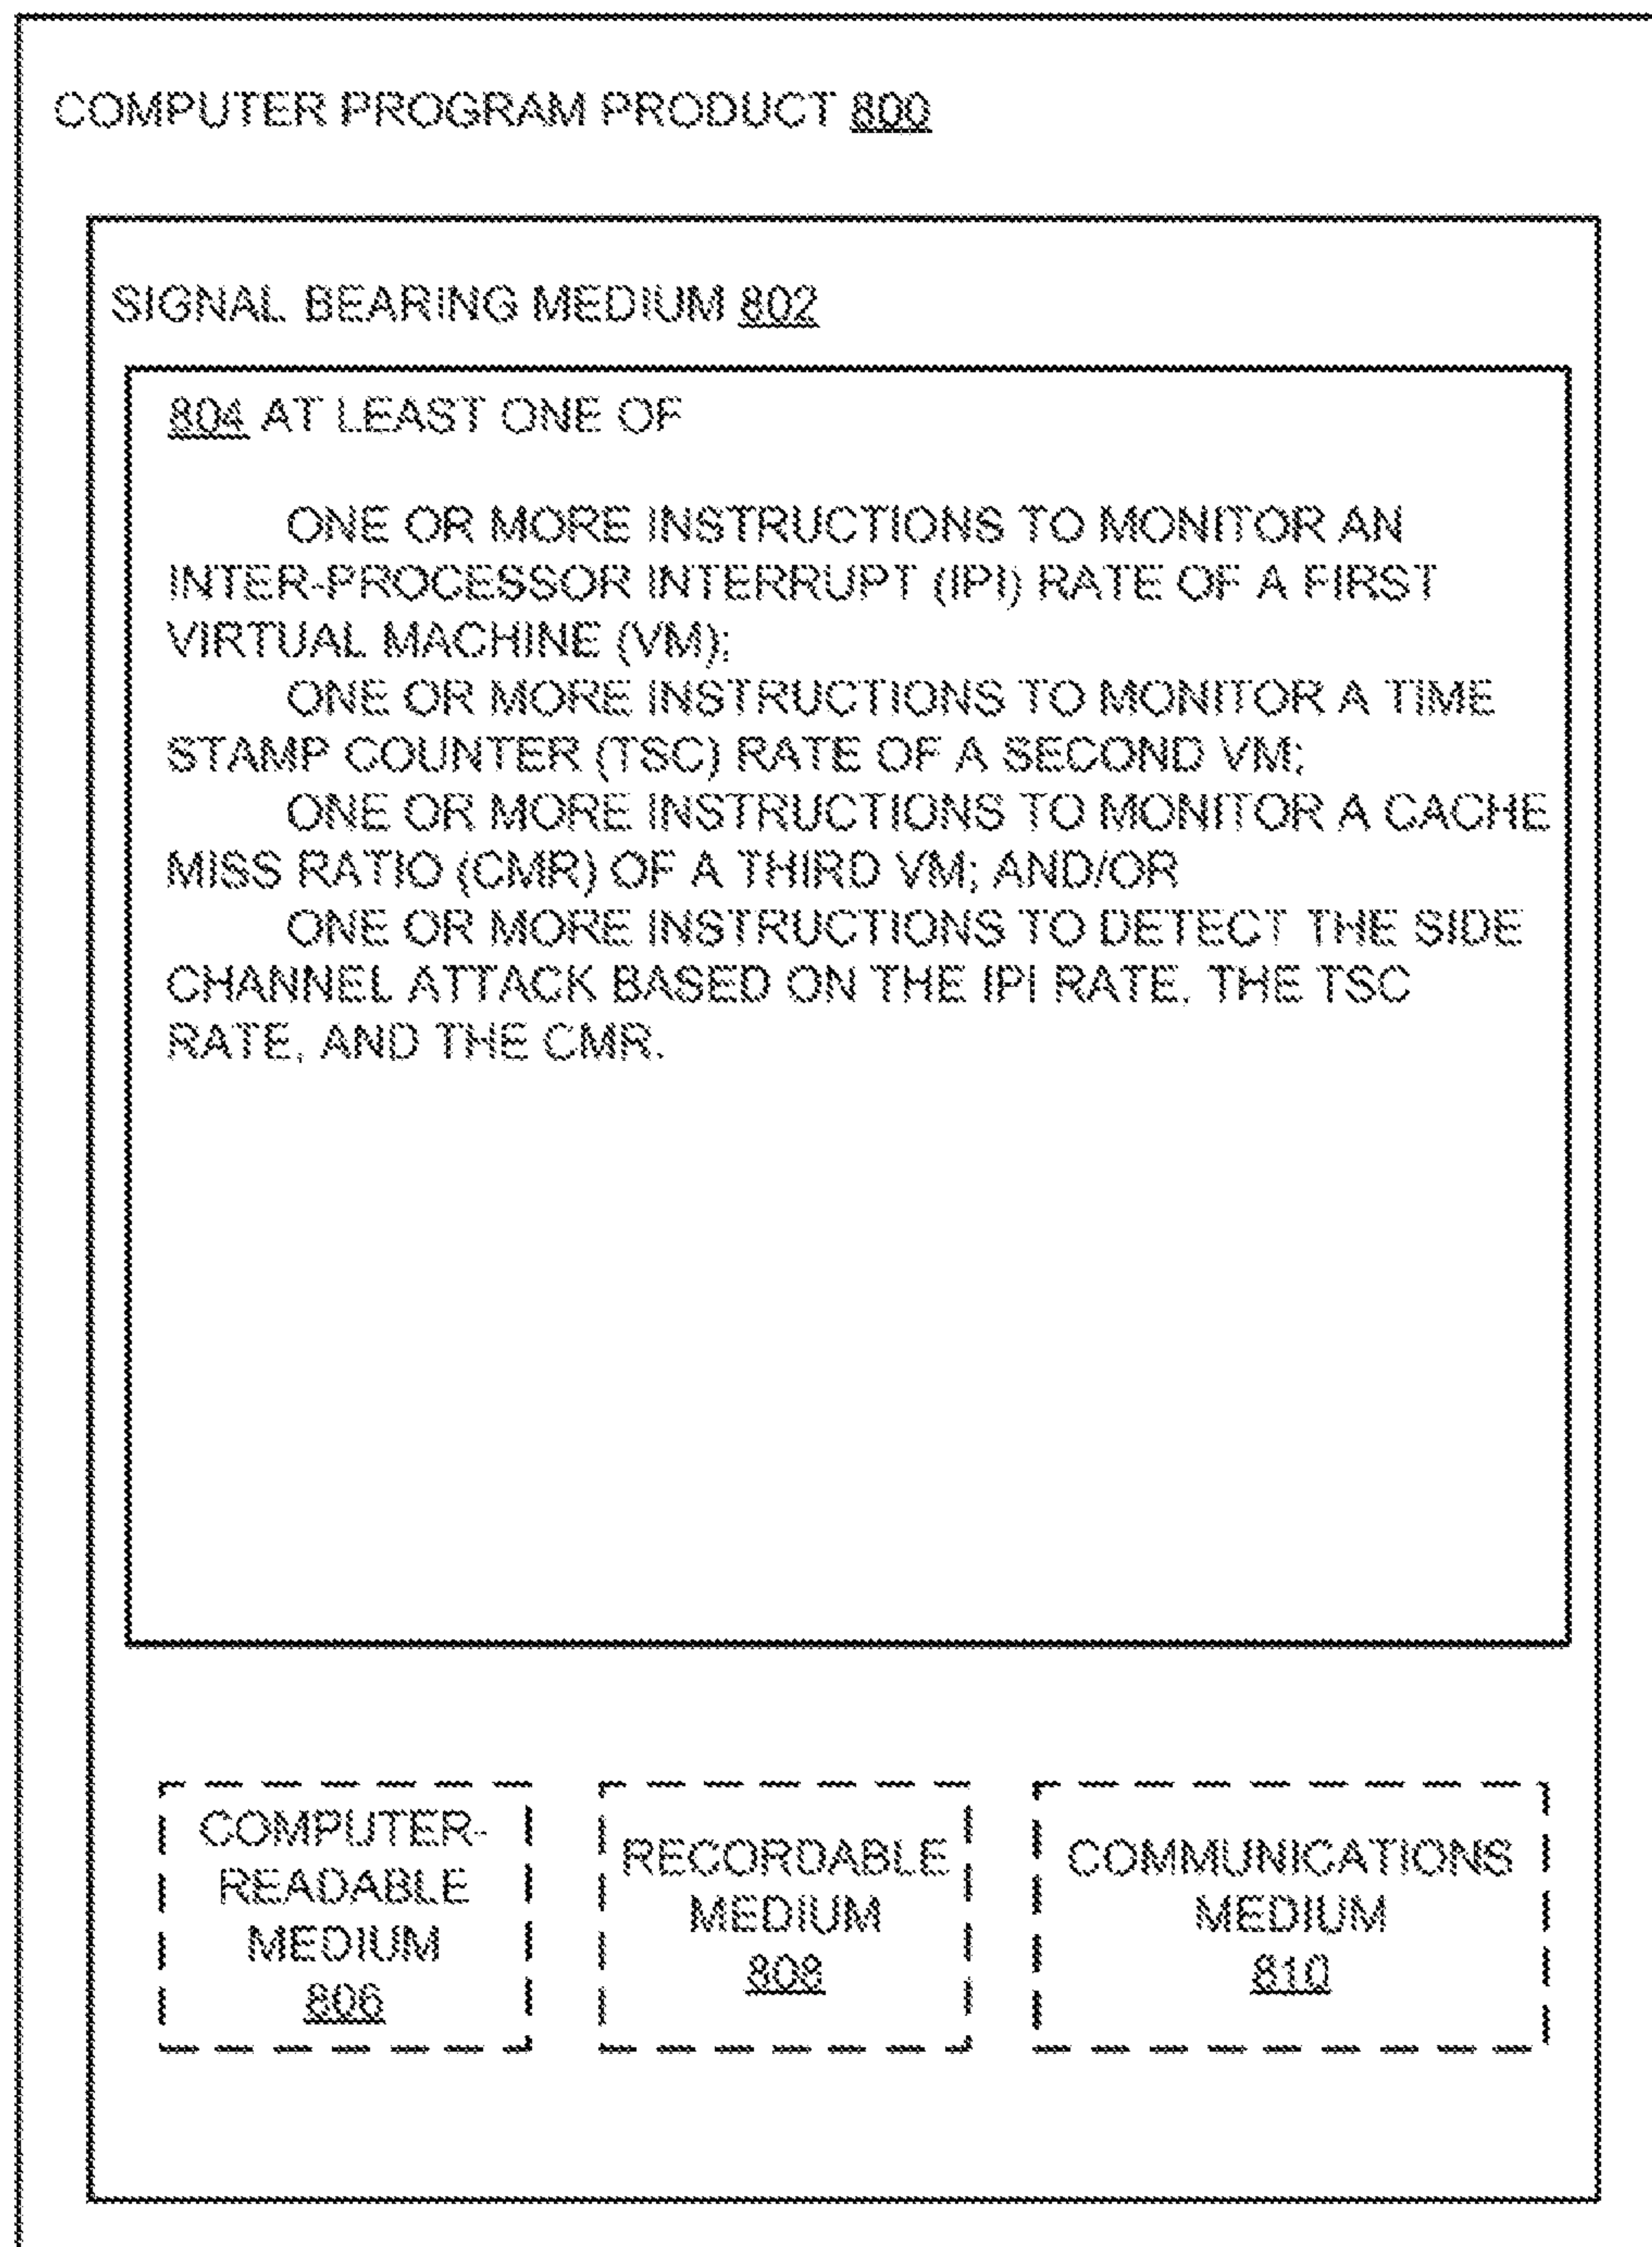 COMPUTER PROGRAM PRODUCT 800
SIGNAL BEARING MEDIUM 802
804 AT LEAST ONE OF
ONE OR MORE INSTRUCTIONS TO MONITOR AN
INTER-PROCESSOR INTERRUPT (IPI) RATE OF A FIRST
VIRTUAL MACHINE (VM);
ONE OR MORE INSTRUCTIONS TO MONITOR A TIME
STAMP COUNTER (TSC) RATE OF A SECOND VM;
ONE OR MORE INSTRUCTIONS TO MONITOR A CACHE
MISS RATIO (CMR) OF A THIRD VM; AND/OR
ONE OR MORE INSTRUCTIONS TO DETECT THE SIDE
CHANNEL ATTACK BASED ON THE IPI RATE, THE TSC
RATE, AND THE CMR.
COMPUTER-
READABLE
MEDIUM
806
RECORDABLE
MEDIUM
808
COMMUNICATIONS
MEDIUM
810